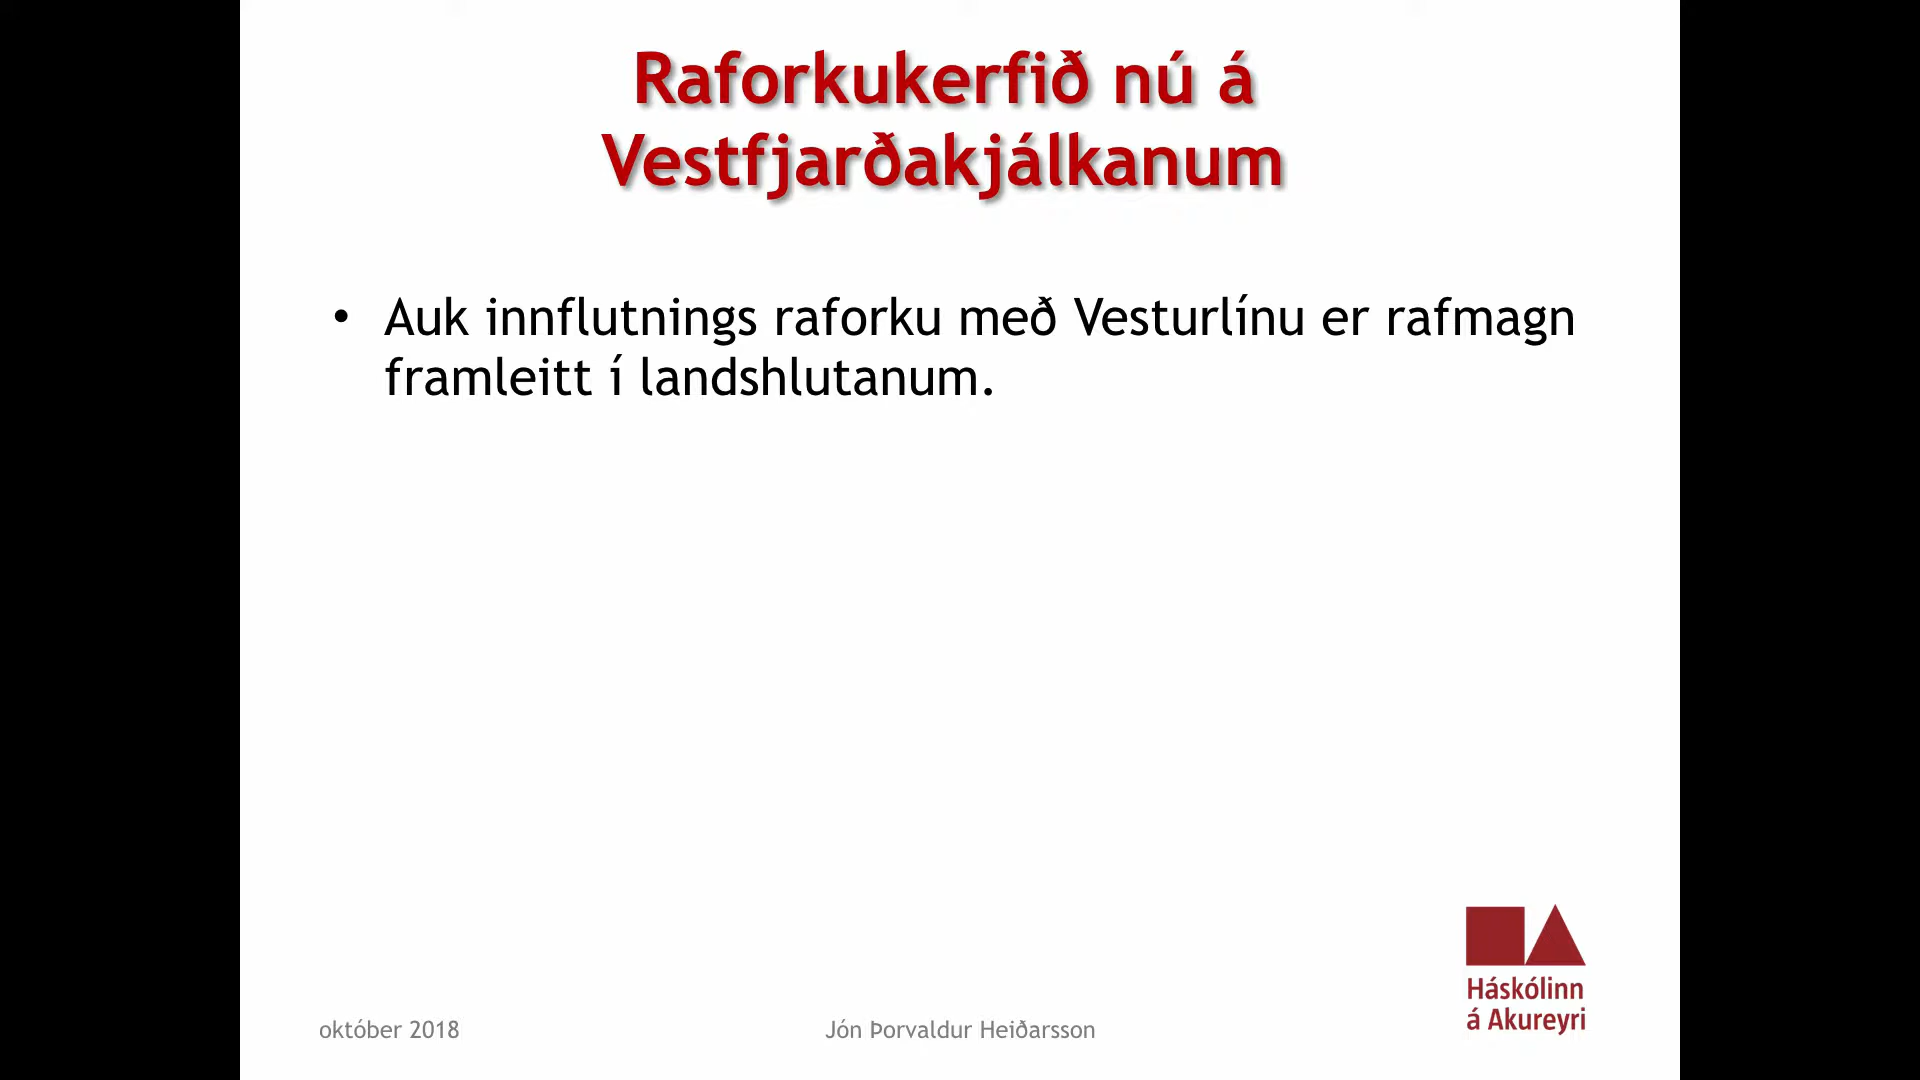 Raforkukerfið nú á
Vestfjarðakjálkanum
• Auk innflutnings raforku með Vesturlínu er rafmagn
framleitt í landshlutanum.
Háskólinn
á Akureyri
október 2018
Jón Þorvaldur Heiðarsson